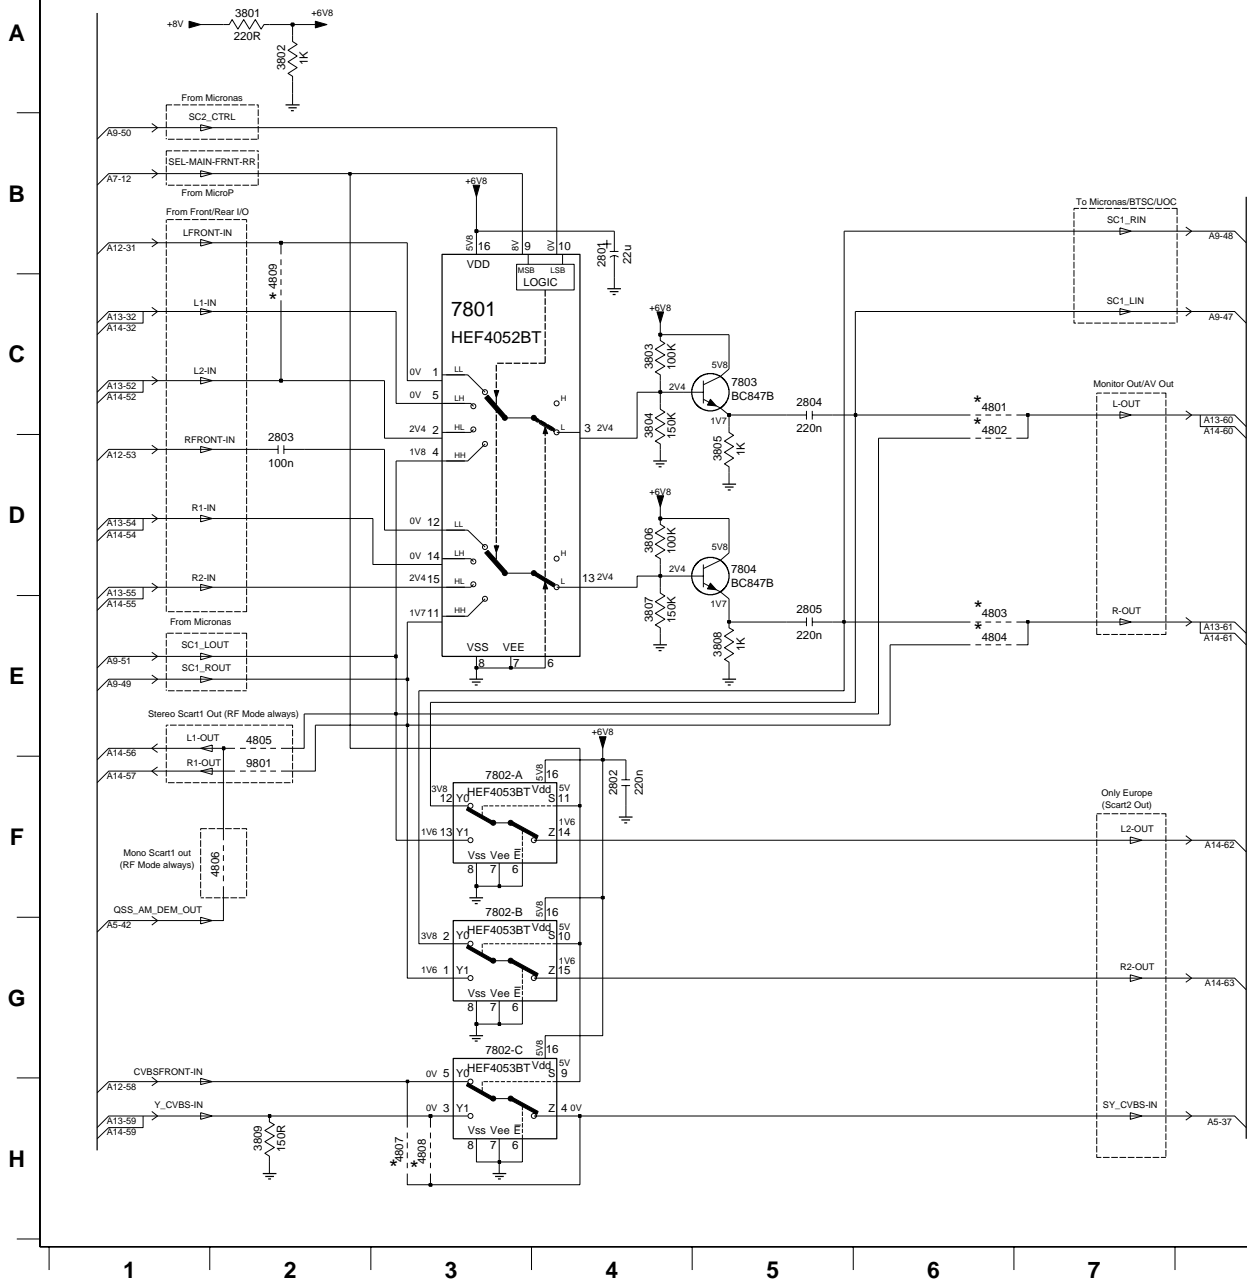 A
B
C
D
E
F
G
H
1 2 3 4 5 6 7
+8V
3801
220R
+6V8
3802
1K
From Micronas
SC2_CTRL
A9-50
SEL-MAIN-FRNT-RR
A7-12
From MicroP
From Front/Rear I/O
LFRONT-IN
A12-31
* 4809
L1-IN
A13-32
A14-32
L2-IN
A13-52
A14-52
RFRONT-IN
A12-53
2803
100n
R1-IN
A13-54
A14-54
R2-IN
A13-55
A14-55
From Micronas
SC1_LOUT
A9-51
SC1_ROUT
A9-49
+6V8
5V8 16
8V 9
0V 10
VDD
MSB LSB
LOGIC
2801
+
22u
7801
HEF4052BT
0V 1 LL
0V 5 LH
2V4 2 HL
1V8 4 HH
H
L
3 2V4
0V 12 LL
0V 14 LH
2V4 15 HL
1V7 11 HH
H
L
13 2V4
VSS VEE
8 7 6
+6V8
3803
100K
5V8
2V4
7803
BC847B
3804
150K
1V7
3805
1K
2804
220n
+6V8
3806
100K
5V8
2V4
7804
BC847B
3807
150K
1V7
3808
1K
2805
220n
To Micronas/BTSC/UOC
SC1_RIN
A9-48
SC1_LIN
A9-47
Monitor Out/AV Out
L-OUT
A13-60
A14-60
* 4801
* 4802
R-OUT
A13-61
A14-61
* 4803
* 4804
Stereo Scart1 Out (RF Mode always)
L1-OUT
4805
A14-56
R1-OUT
9801
A14-57
Mono Scart1 out
(RF Mode always)
4806
QSS_AM_DEM_OUT
A5-42
+6V8
2802
220n
7802-A
5V8 16
HEF4053BT
Vdd 5V
3V8 12 Y0
S 11
1V6 13 Y1
1V6
Z 14
Vss Vee E
8 7 6
7802-B
5V8 16
HEF4053BT
Vdd 5V
3V8 2 Y0
S 10
1V6 1 Y1
1V6
Z 15
Vss Vee E
8 7 6
7802-C
5V8 16
HEF4053BT
Vdd 5V
0V 5 Y0
S 9
0V 3 Y1
Z 4 0V
Vss Vee E
8 7 6
Only Europe
(Scart2 Out)
L2-OUT
A14-62
R2-OUT
A14-63
SY_CVBS-IN
A5-37
CVBSFRONT-IN
A12-58
Y_CVBS-IN
A13-59
A14-59
3809
150R
*4807
*4808